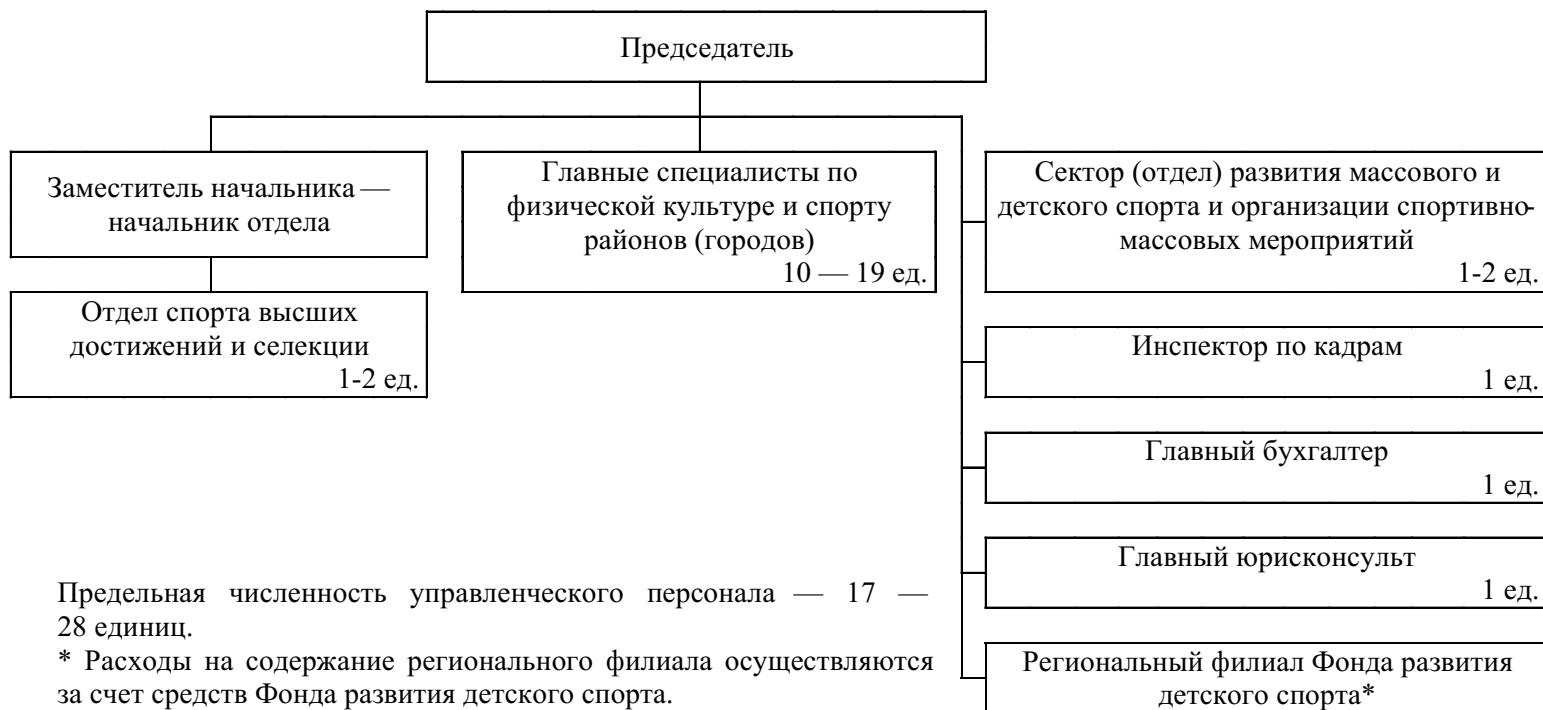 Председатель
Заместитель начальника —
начальник отдела
Отдел спорта высших
достижений и селекции
1-2 ед.
Главные специалисты по
физической культуре и спорту
районов (городов)
10 — 19 ед.
Сектор (отдел) развития массового и
детского спорта и организации спортивно-
массовых мероприятий
1-2 ед.
Инспектор по кадрам
1 ед.
Главный бухгалтер
1 ед.
Главный юрисконсульт
1 ед.
Региональный филиал Фонда развития
детского спорта*
Предельная численность управленческого персонала — 17 —
28 единиц.
* Расходы на содержание регионального филиала осуществляются
за счет средств Фонда развития детского спорта.